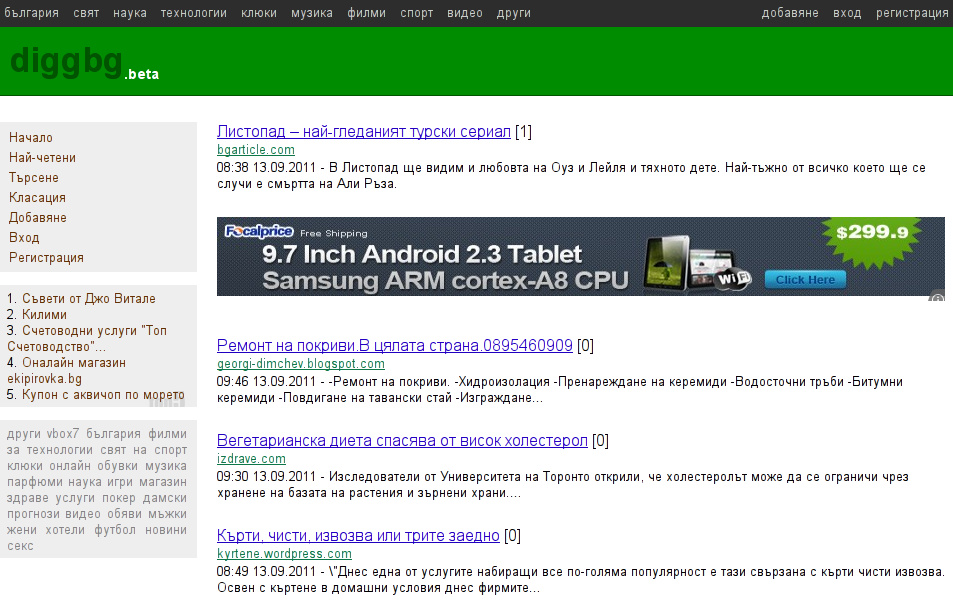 българия свят наука технологии клюки музика филми спорт видео други добавяне вход регистрация
diggbg.beta
Начало
Най-четени
Търсене
Класация
Добавяне
Вход
Регистрация
1. Съвети от Джо Витале
2. Килими
3. Счетоводни услуги "Топ
Счетоводство"...
4. Оналайн магазин
ekipirovka.bg
5. Купон с аквичоп по морето
други vbox7 българия филми
за технологии свят на спорт
клюки онлайн обувки музика
парфюми наука игри магазин
здраве услуги покер дамски
прогнози видео обяви мъжки
жени хотели футбол новини
секс
Листопад – най-гледаният турски сериал [1]
bgarticle.com
08:38 13.09.2011 - В Листопад ще видим и любовта на Оуз и Лейля и тяхното дете. Най-тъжно от всичко което ще се
случи е смъртта на Али Ръза.
Focalprice Free Shipping
9.7 Inch Android 2.3 Tablet
Samsung ARM cortex-A8 CPU
WiFi
$299.9
Click Here
Ремонт на покриви.В цялата страна.0895460909 [0]
georgi-dimchev.blogspot.com
09:46 13.09.2011 - -Ремонт на покриви. -Хидроизолация -Пренареждане на керемиди -Водосточни тръби -Битумни
керемиди -Повдигане на тавански стай -Изграждане...
Вегетарианска диета спасява от висок холестерол [0]
izdrave.com
09:30 13.09.2011 - Изследователи от Университета на Торонто открили, че холестеролът може да се ограничи чрез
хранене на базата на растения и зърнени храни....
Кърти, чисти, извозва или трите заедно [0]
kyrtene.wordpress.com
08:49 13.09.2011 - \"Днес една от услугите набиращи все по-голяма популярност е тази свързана с кърти чисти извозва.
Освен с къртене в домашни условия днес фирмите...